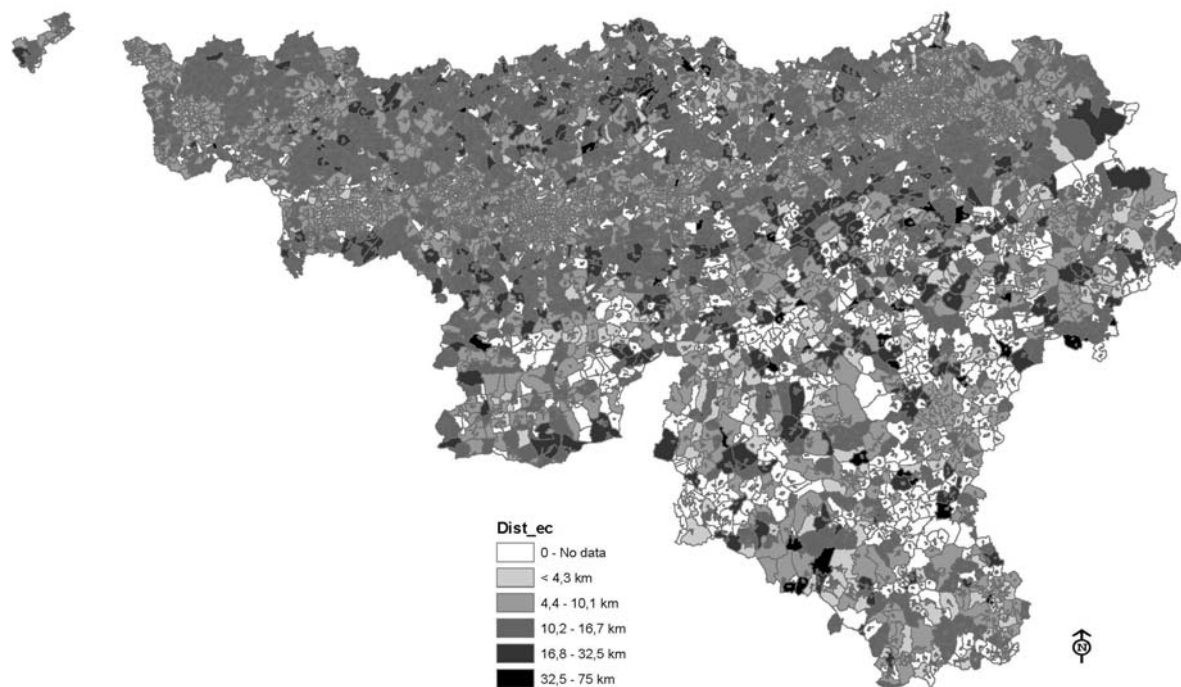 Dist_ec
0 - No data
< 4,3 km
4,4 - 10,1 km
10,2 - 16,7 km
16,8 - 32,5 km
32,5 - 75 km
N